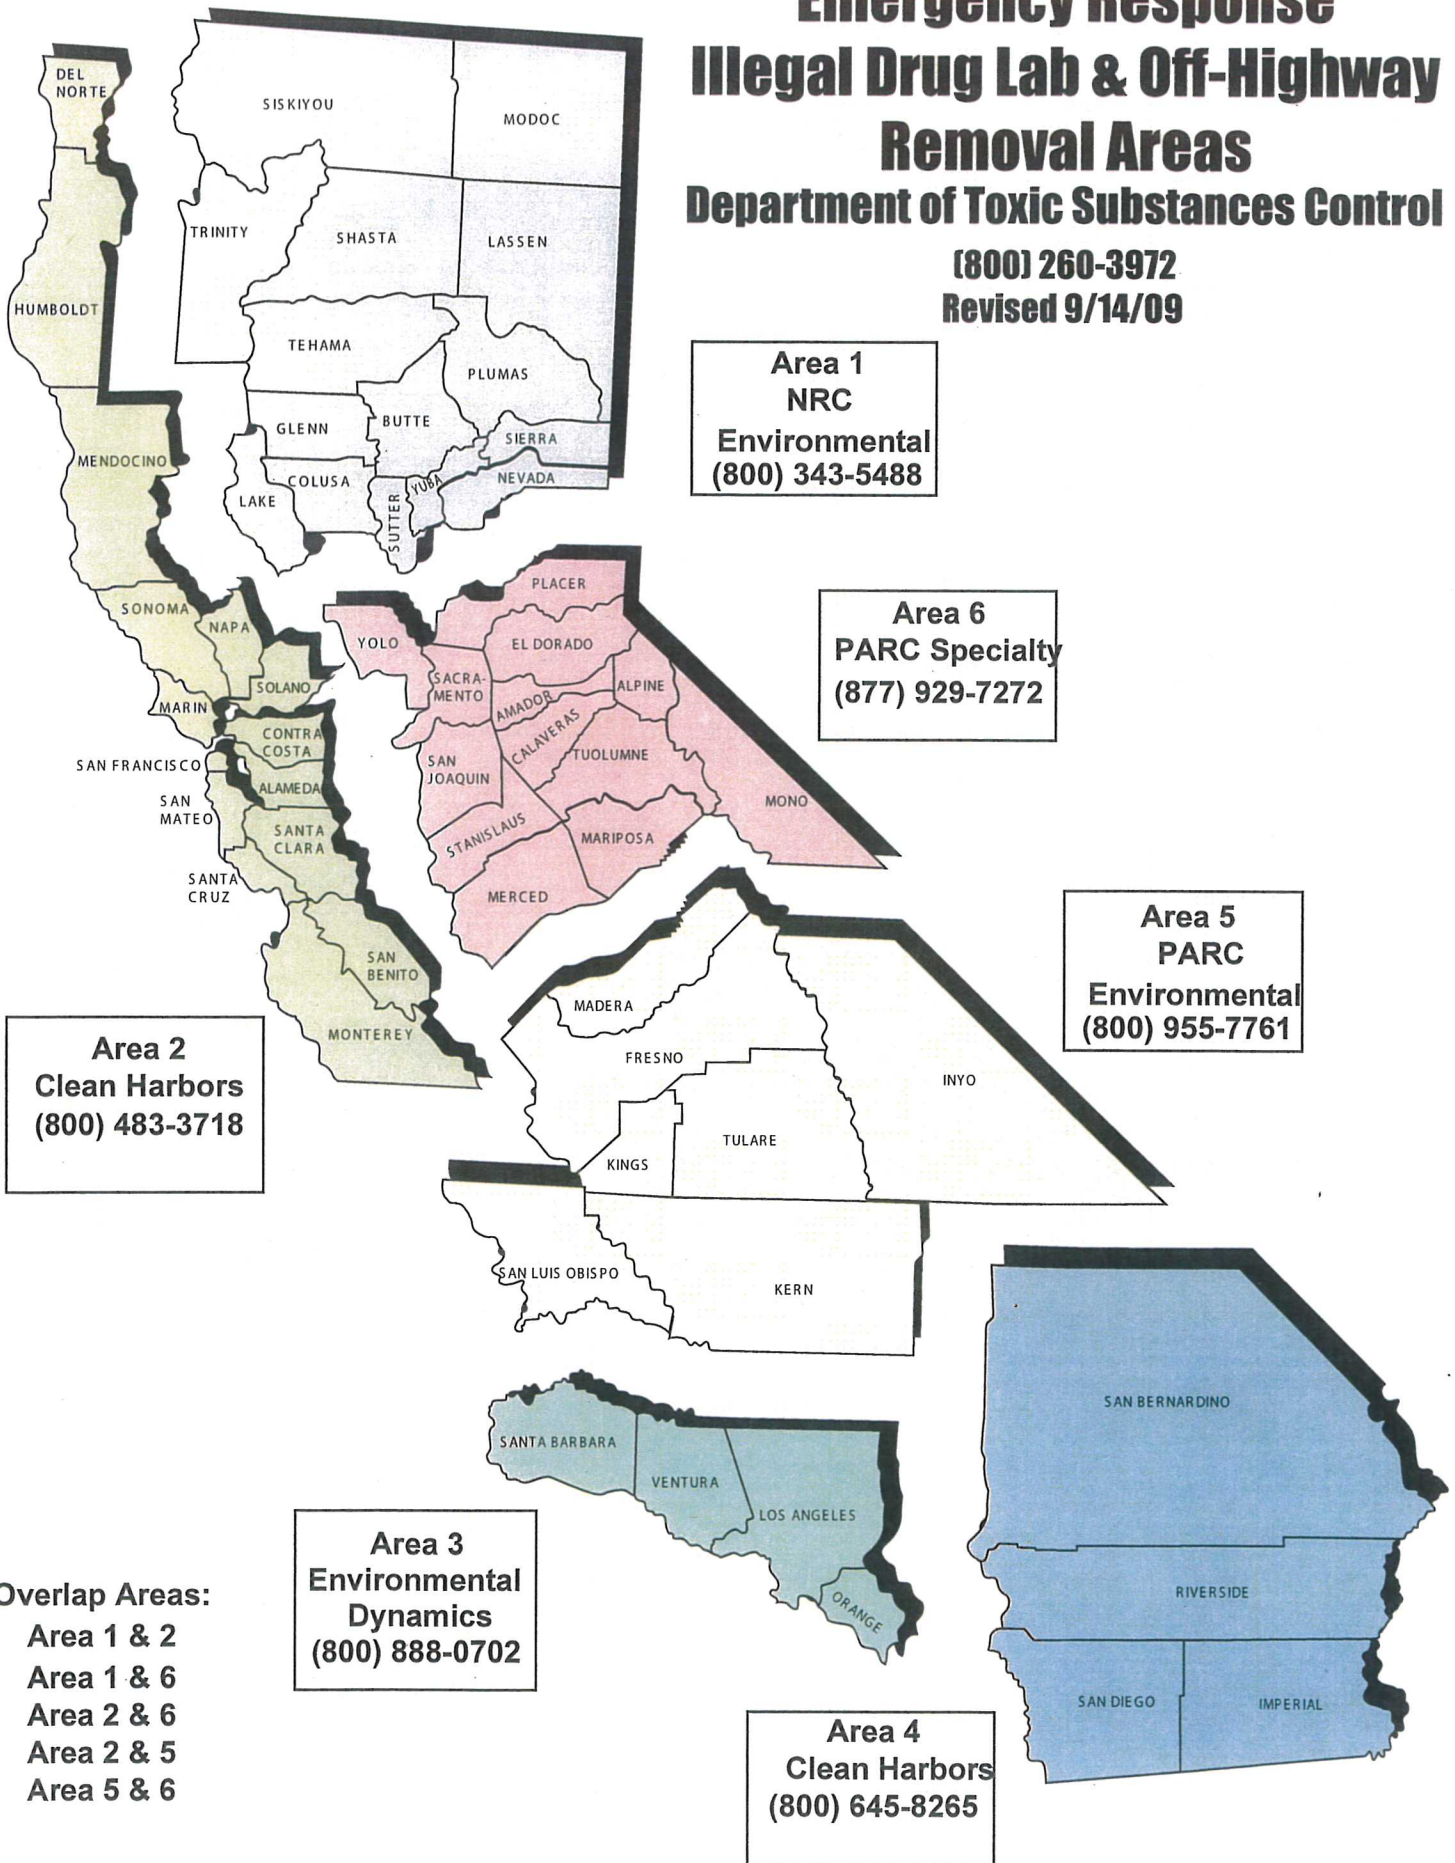 Emergency Response
Illegal Drug Lab & Off-Highway
Removal Areas
Department of Toxic Substances Control
(800) 260-3972
Revised 9/14/09
DEL
NORTE
SISKIYOU
MODOC
TRINITY
SHASTA
LASSEN
HUMBOLDT
TEHAMA
PLUMAS
GLENN
BUTTE
SIERRA
MENDOCINO
COLUSA
NEVADA
LAKE
SUTTER
YUBA
Area 1
NRC
Environmental
(800) 343-5488
PLACER
SONOMA
NAPA
YOLO
EL DORADO
SACRA-
MENTO
ALPINE
SOLANO
AMADOR
MARIN
CALAVERAS
CONTRA
COSTA
TUOLUMNE
SAN FRANCISCO
SAN
JOAQUIN
ALAMEDA
SAN
MATEO
MONO
SANTA
CLARA
STANISLAUS
MARIPOSA
SANTA
CRUZ
MERCED
Area 6
PARC Specialty
(877) 929-7272
SAN
BENITO
MONTEREY
Area 5
PARC
Environmental
(800) 955-7761
MADERA
FRESNO
INYO
TULARE
KINGS
Area 2
Clean Harbors
(800) 483-3718
SAN LUIS OBISPO
KERN
SAN BERNARDINO
SANTA BARBARA
VENTURA
LOS ANGELES
ORANGE
RIVERSIDE
SAN DIEGO
IMPERIAL
Area 3
Environmental
Dynamics
(800) 888-0702
Overlap Areas:
Area 1 & 2
Area 1 & 6
Area 2 & 6
Area 2 & 5
Area 5 & 6
Area 4
Clean Harbors
(800) 645-8265